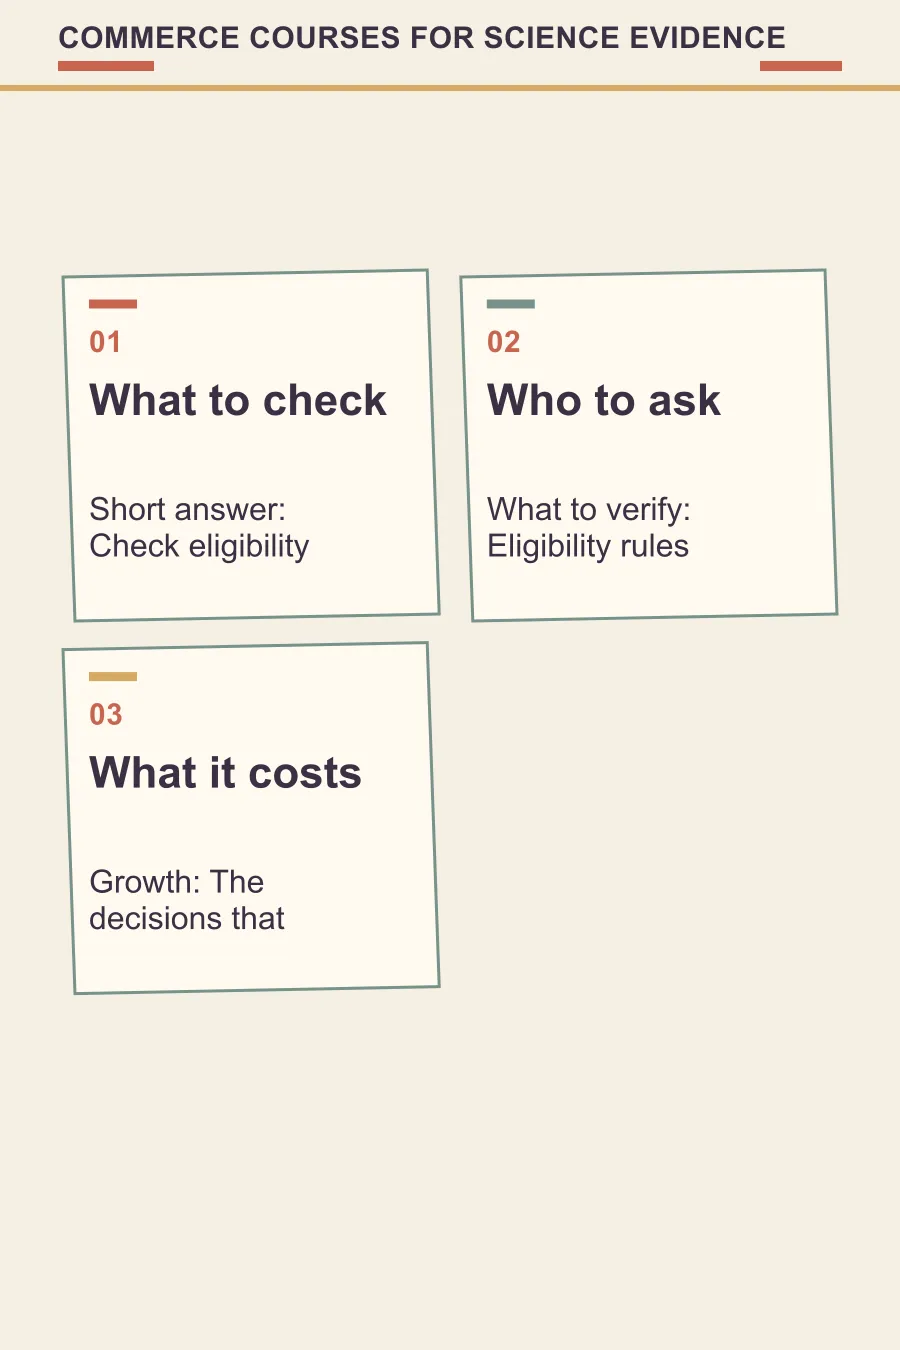 COMMERCE COURSES FOR SCIENCE EVIDENCE
01
What to check
Short answer:
Check eligibility
02
Who to ask
What to verify:
Eligibility rules
03
What it costs
Growth: The
decisions that